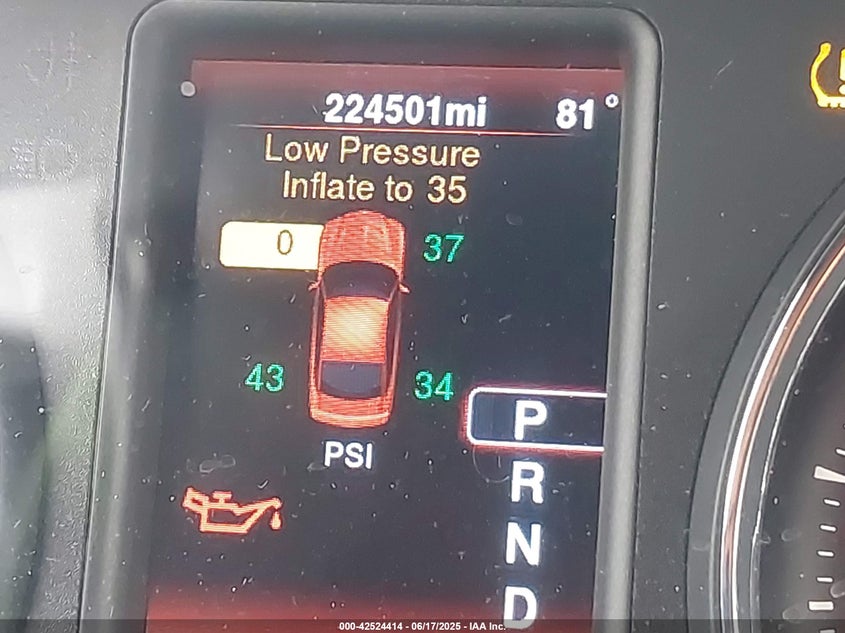 224501mi 81°
Low Pressure
Inflate to 35
0 37
43 34
PSI
P
R
N
D
000-42524414 - 06/17/2025 - IAA Inc.